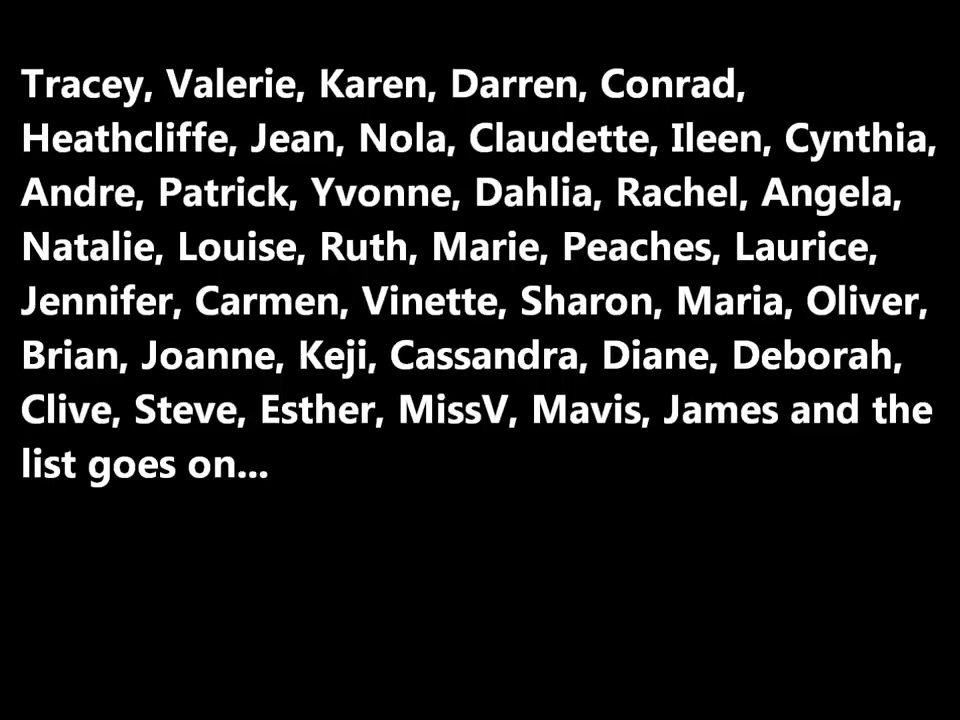 Tracey, Valerie, Karen, Darren, Conrad,
Heathcliffe, Jean, Nola, Claudette, Ileen, Cynthia,
Andre, Patrick, Yvonne, Dahlia, Rachel, Angela,
Natalie, Louise, Ruth, Marie, Peaches, Laurice,
Jennifer, Carmen, Vinette, Sharon, Maria, Oliver,
Brian, Joanne, Keji, Cassandra, Diane, Deborah,
Clive, Steve, Esther, MissV, Mavis, James and the
list goes on...